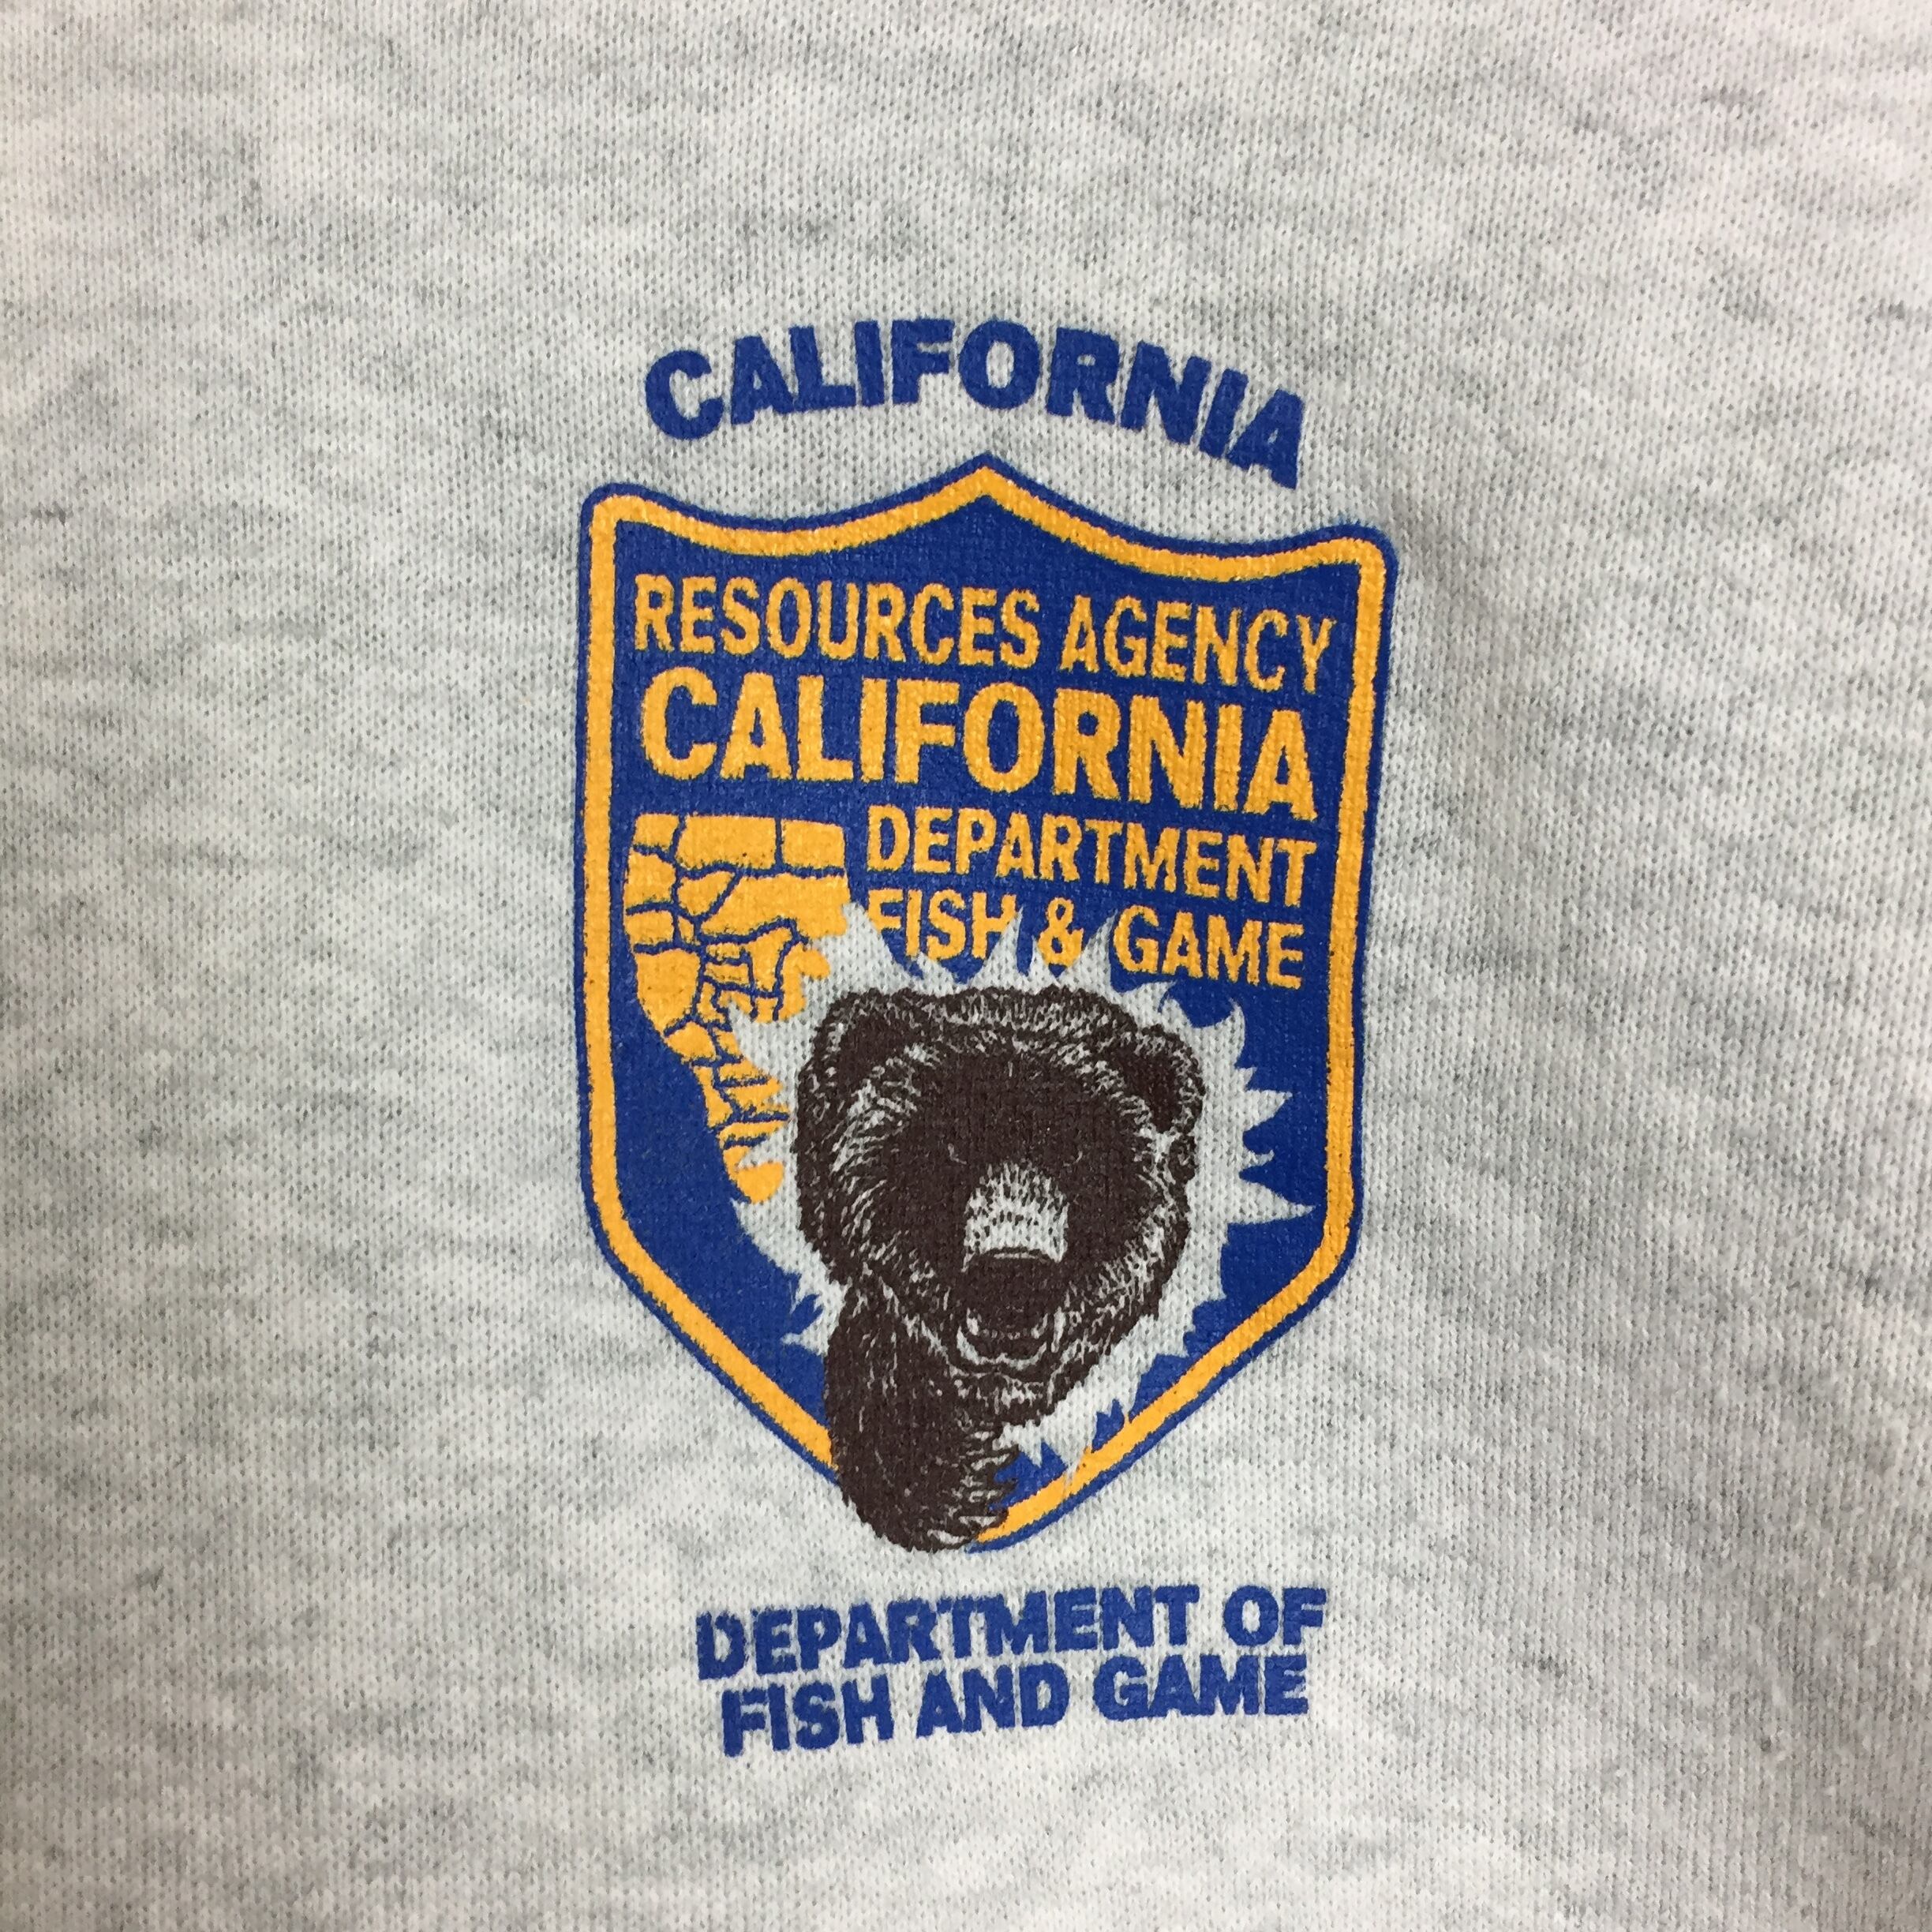 CALIFORNIA
RESOURCES AGENCY
CALIFORNIA
DEPARTMENT
FISH & GAME
DEPARTMENT OF
FISH AND GAME